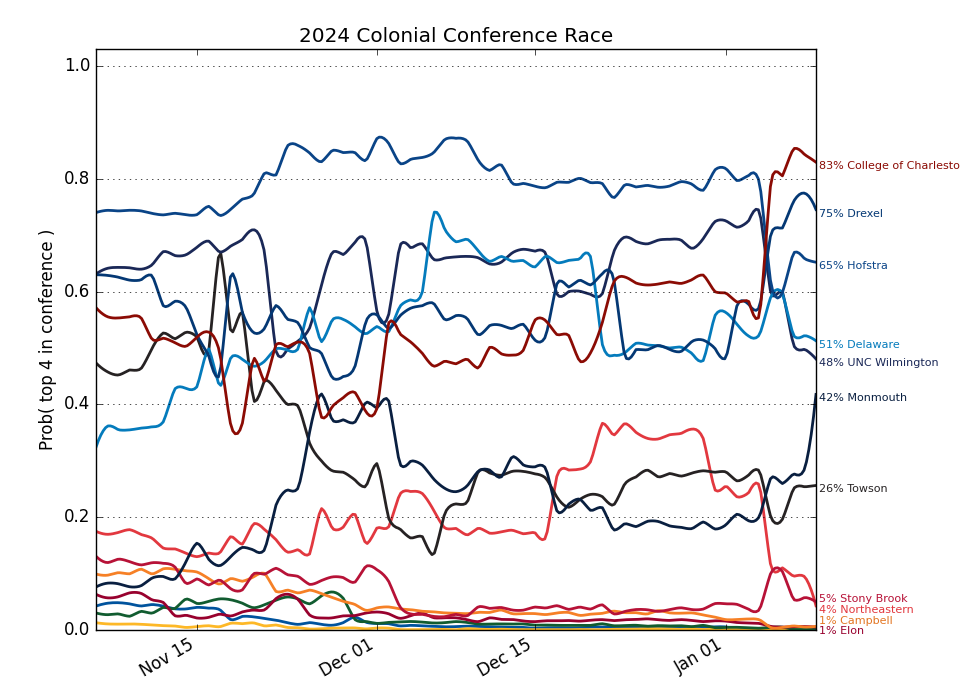 2024 Colonial Conference Race
Prob( top 4 in conference )
1.0
0.8
0.6
0.4
0.2
0.0
Nov 15
Dec 01
Dec 15
Jan 01
83% College of Charlesto
75% Drexel
65% Hofstra
51% Delaware
48% UNC Wilmington
42% Monmouth
26% Towson
5% Stony Brook
4% Northeastern
1% Campbell
1% Elon